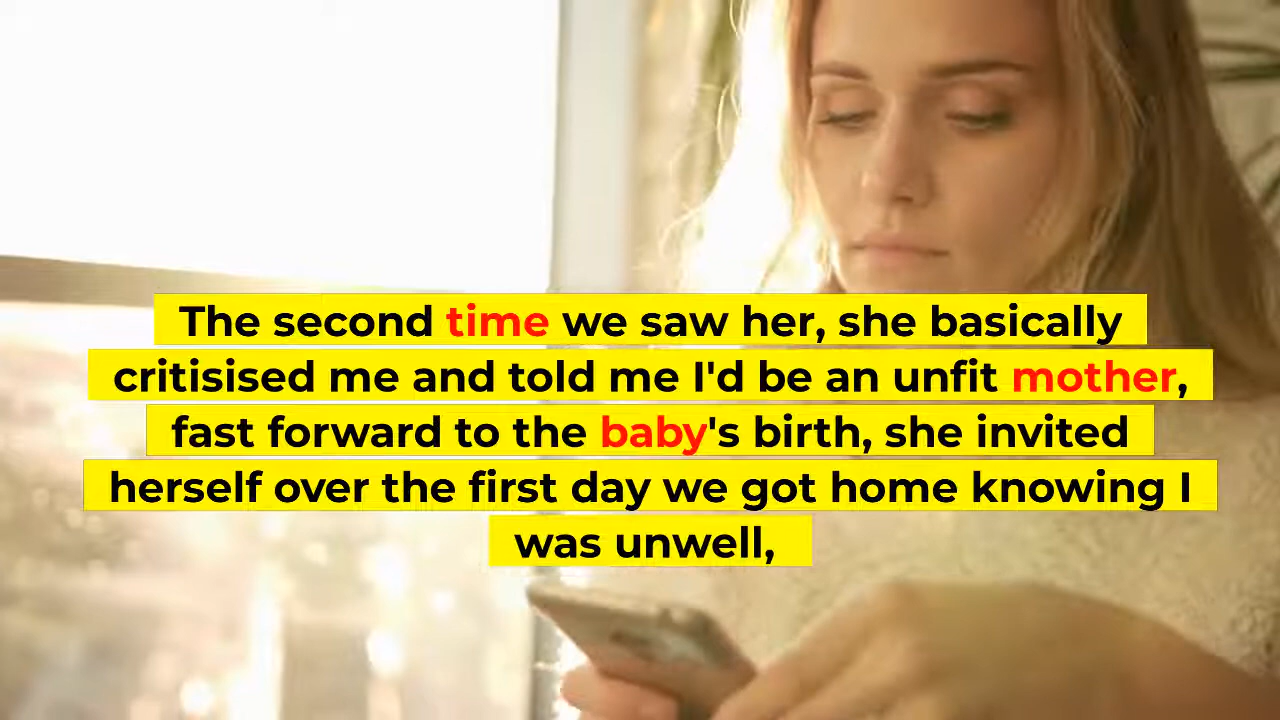 The second time we saw her, she basically
critisised me and told me I'd be an unfit mother,
fast forward to the baby's birth, she invited
herself over the first day we got home knowing I
was unwell,